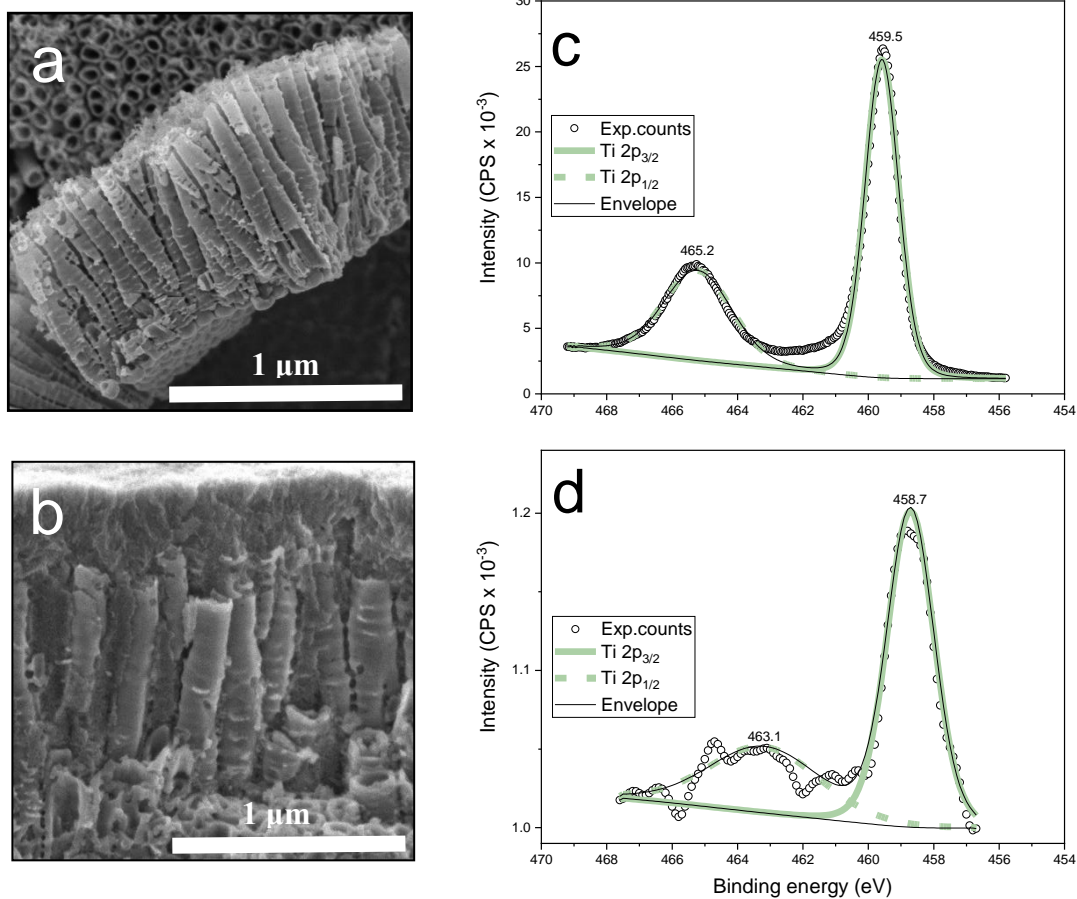 a
1 µm
b
1 µm
c
30
25
20
15
10
5
0
Intensity (CPS x 10⁻³)
459.5
465.2
Exp.counts
Ti 2p₃/₂
Ti 2p₁/₂
Envelope
470 468 466 464 462 460 458 456 454
d
1.2
1.1
1.0
Intensity (CPS x 10⁻³)
458.7
463.1
Exp.counts
Ti 2p₃/₂
Ti 2p₁/₂
Envelope
470 468 466 464 462 460 458 456 454
Binding energy (eV)